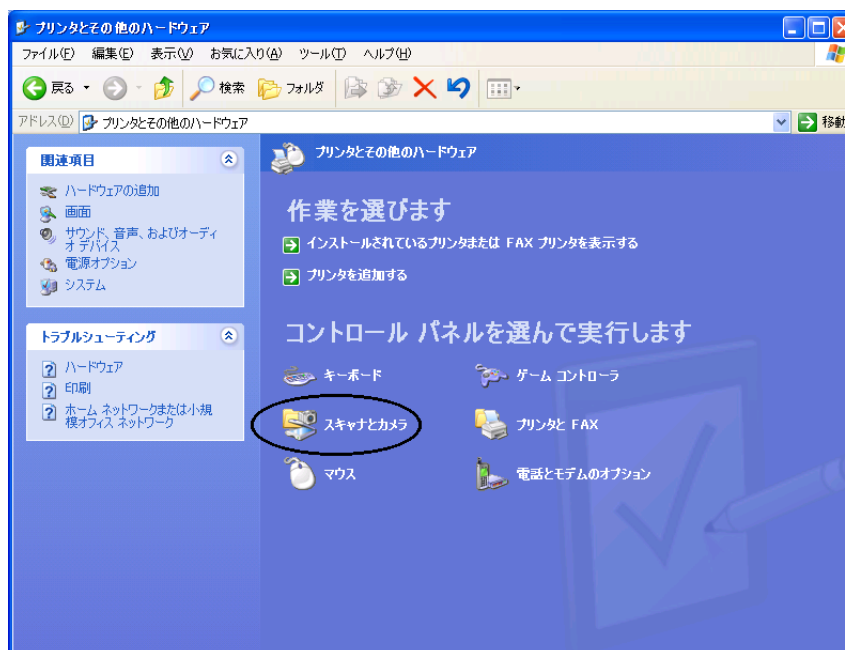 プリンタとその他のハードウェア
ファイル(F) 編集(E) 表示(V) お気に入り(A) ツール(T) ヘルプ(H)
戻る 検索 フォルダ
アドレス(D) プリンタとその他のハードウェア 移動
関連項目
ハードウェアの追加
画面
サウンド、音声、およびオーディ
オ デバイス
電源オプション
システム
トラブルシューティング
ハードウェア
印刷
ホーム ネットワークまたは小規
模オフィス ネットワーク
プリンタとその他のハードウェア
作業を選びます
インストールされているプリンタまたは FAX プリンタを表示する
プリンタを追加する
コントロール パネルを選んで実行します
キーボード ゲーム コントローラ
スキャナとカメラ プリンタと FAX
マウス 電話とモデムのオプション